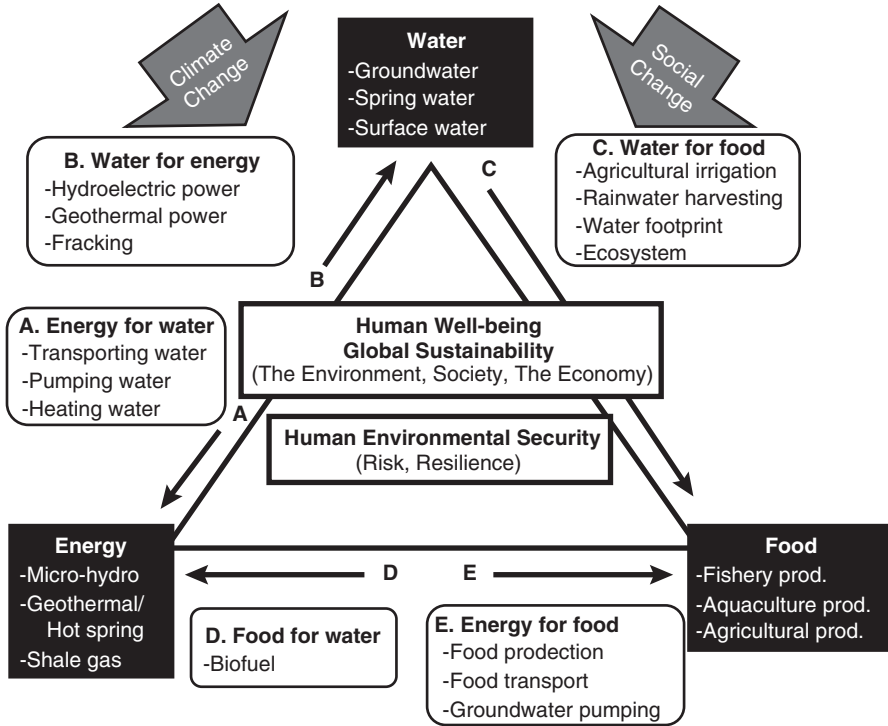 Climate
Change
Water
-Groundwater
-Spring water
-Surface water
Social
Change
B. Water for energy
-Hydroelectric power
-Geothermal power
-Fracking
C. Water for food
-Agricultural irrigation
-Rainwater harvesting
-Water footprint
-Ecosystem
C
B
A. Energy for water
-Transporting water
-Pumping water
-Heating water
A
Human Well-being
Global Sustainability
(The Environment, Society, The Economy)
Human Environmental Security
(Risk, Resilience)
Energy
-Micro-hydro
-Geothermal/
Hot spring
-Shale gas
D
E
Food
-Fishery prod.
-Aquaculture prod.
-Agricultural prod.
D. Food for water
-Biofuel
E. Energy for food
-Food prodection
-Food transport
-Groundwater pumping